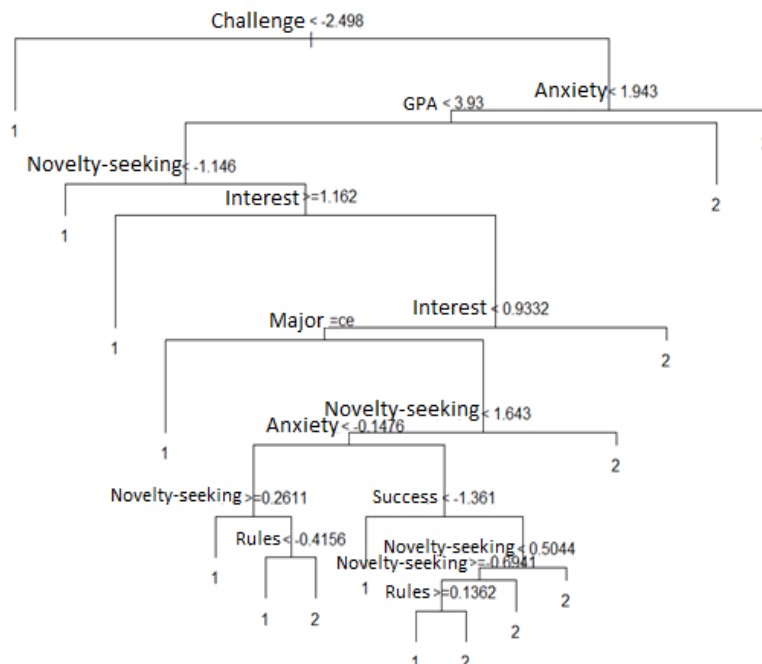 Challenge < -2.498
Anxiety < 1.943
GPA < 3.93
1
Novelty-seeking < -1.146
2
Interest >=1.162
1
Interest < 0.9332
Major =ce
1
2
Novelty-seeking < 1.643
Anxiety < -0.1476
1
2
Novelty-seeking >=0.2611
Success < -1.361
Rules < -0.4156
Novelty-seeking < 0.5044
Novelty-seeking >=-0.6941
1
1
2
Rules >=0.1362
1
2
2
1
2